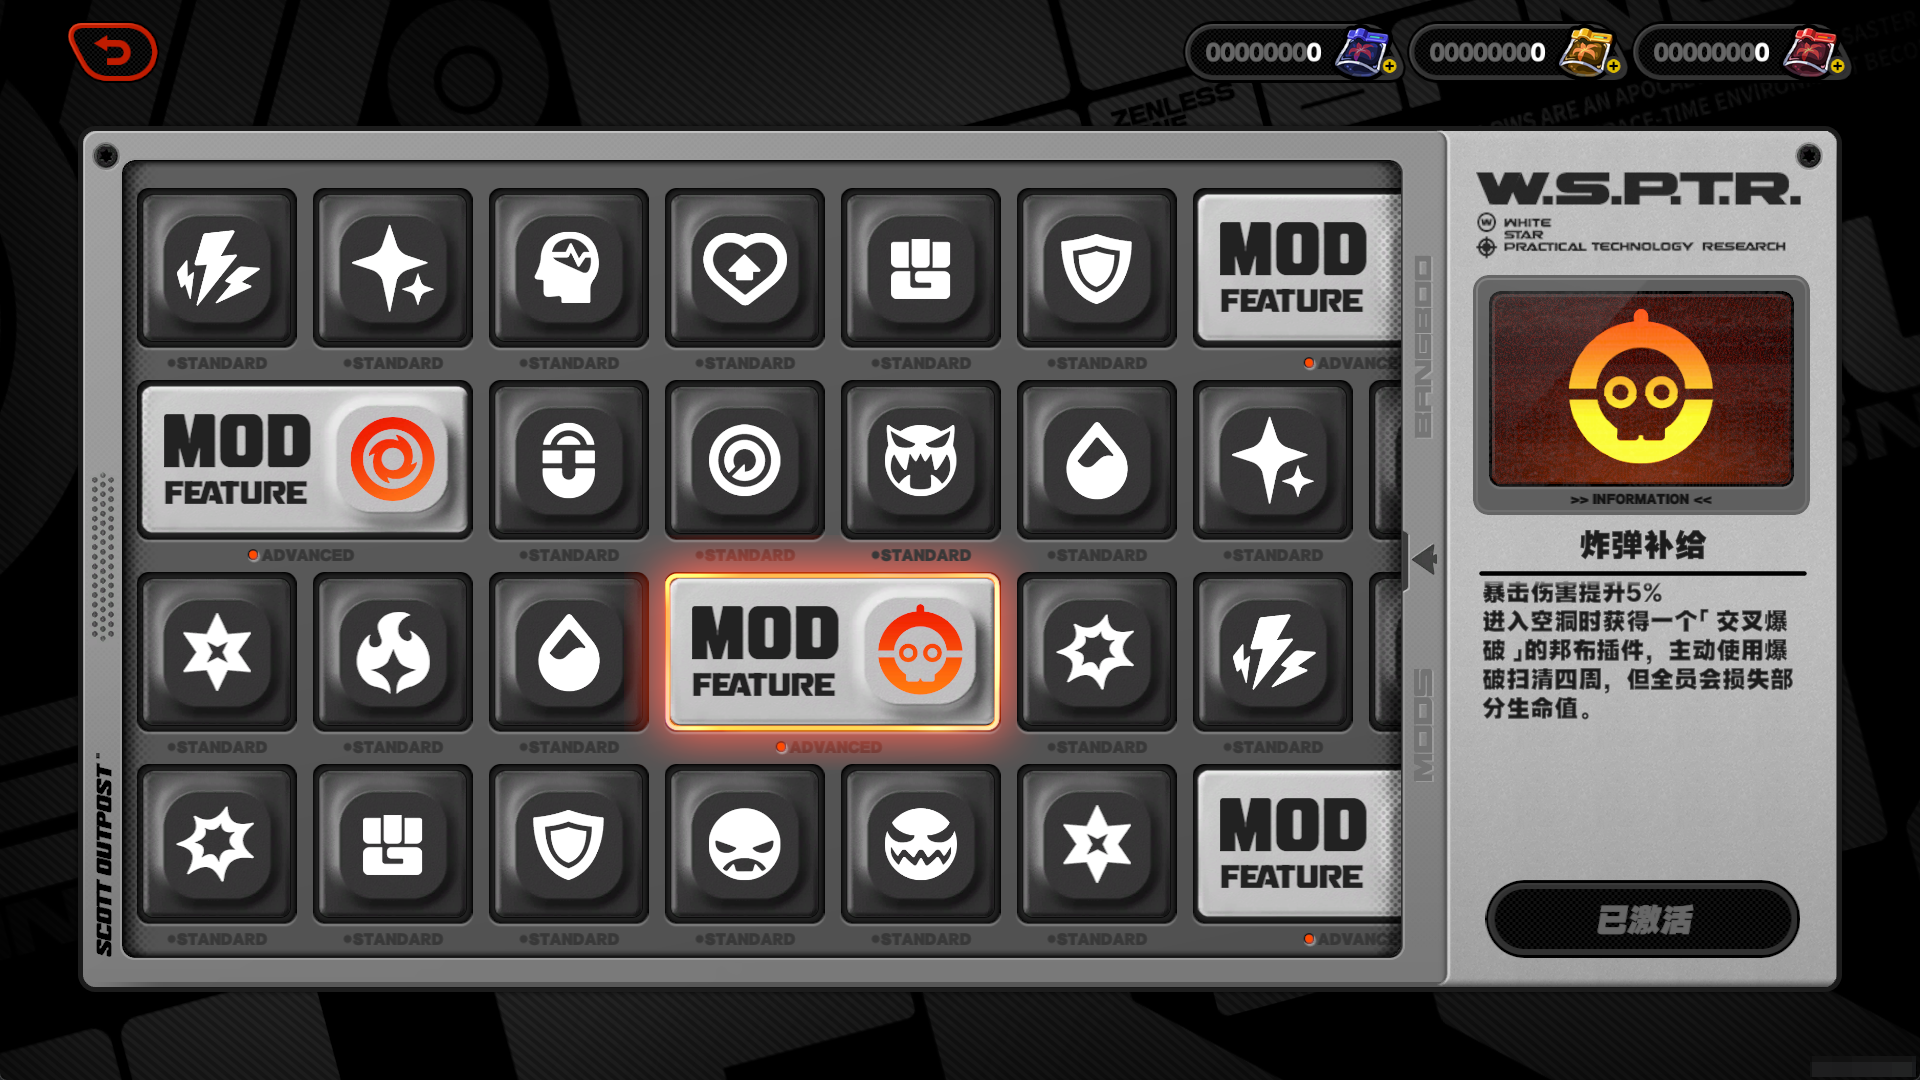 00000000
00000000
00000000
ZENLESS
W.S.P.T.R.
WHITE
STAR
PRACTICAL TECHNOLOGY RESEARCH
MOD
FEATURE
STANDARD
STANDARD
STANDARD
STANDARD
STANDARD
STANDARD
ADVANC
BANGBOO
MOD
FEATURE
ADVANCED
STANDARD
STANDARD
STANDARD
STANDARD
STANDARD
>> INFORMATION <<
炸弹补给
暴击伤害提升5%
进入空洞时获得一个「交叉爆
破」的邦布插件，主动使用爆
破扫清四周，但全员会损失部
分生命值。
MOD
FEATURE
STANDARD
STANDARD
STANDARD
ADVANCED
STANDARD
STANDARD
MODS
SCOTT OUTPOST
MOD
FEATURE
STANDARD
STANDARD
STANDARD
STANDARD
STANDARD
STANDARD
ADVANC
已激活